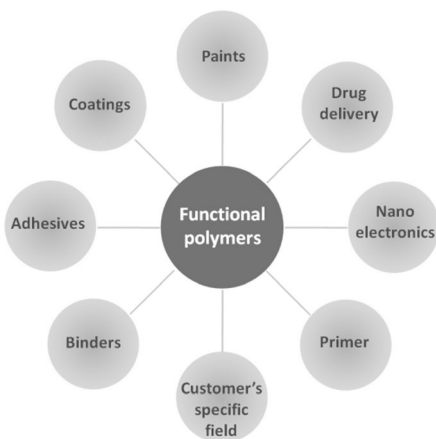 Paints
Drug
delivery
Nano
electronics
Primer
Customer's
specific
field
Binders
Adhesives
Coatings
Functional
polymers